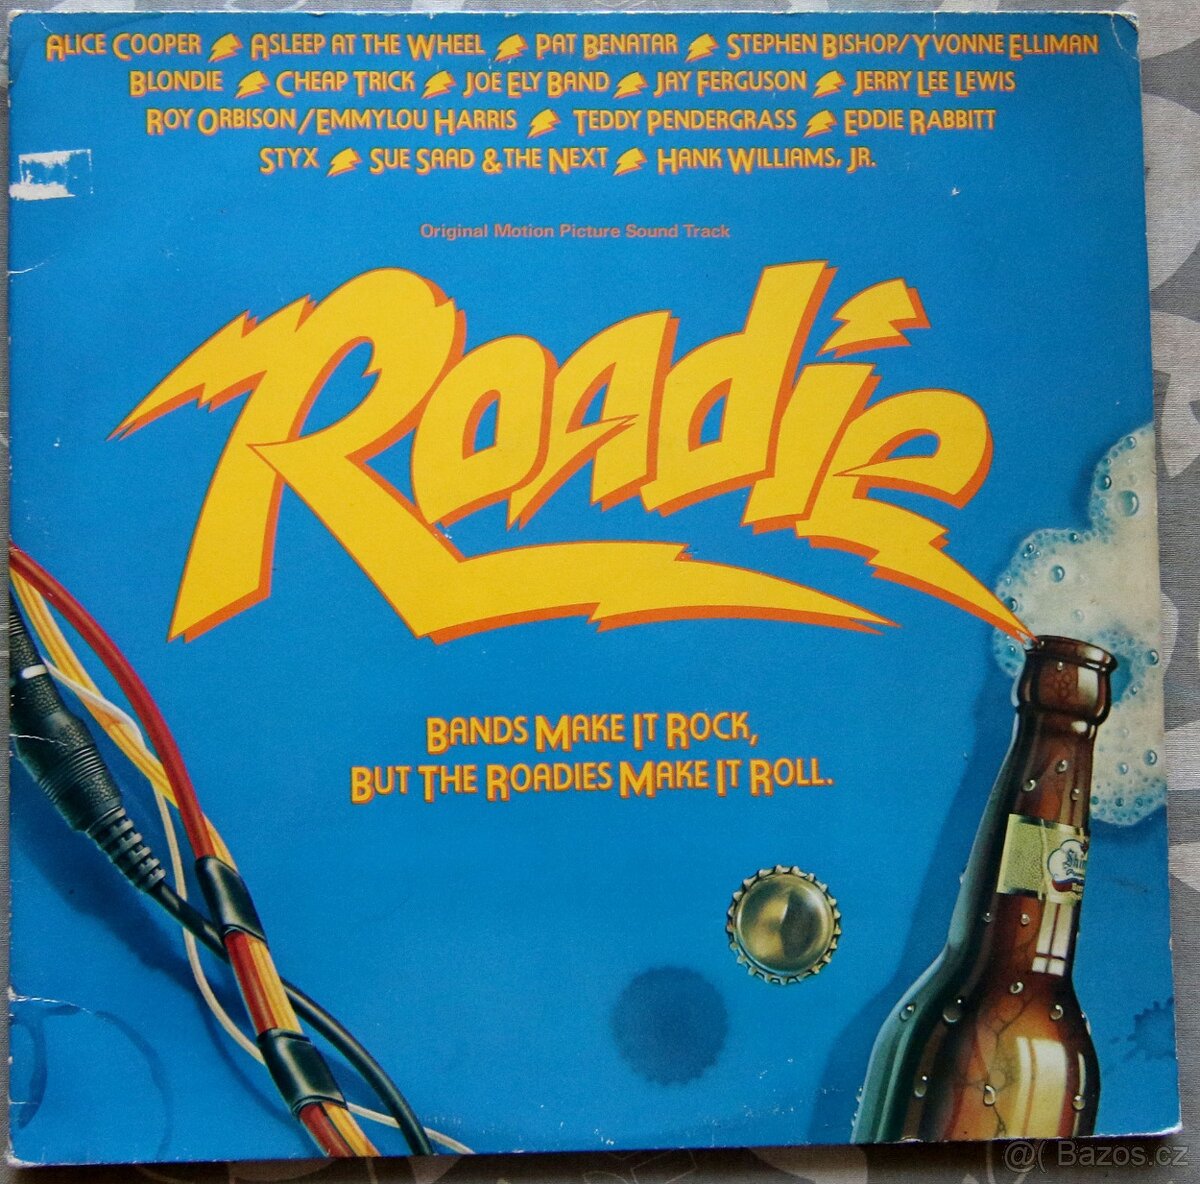 ALICE COOPER ASLEEP AT THE WHEEL PAT BENATAR STEPHEN BISHOP/YVONNE ELLIMAN
BLONDIE CHEAP TRICK JOE ELY BAND JAY FERGUSON JERRY LEE LEWIS
ROY ORBISON/EMMYLOU HARRIS TEDDY PENDERGRASS EDDIE RABBITT
STYX SUE SAAD & THE NEXT HANK WILLIAMS, JR.
Original Motion Picture Sound Track
Roadie
BANDS MAKE IT ROCK,
BUT THE ROADIES MAKE IT ROLL.
@( Bazos.cz